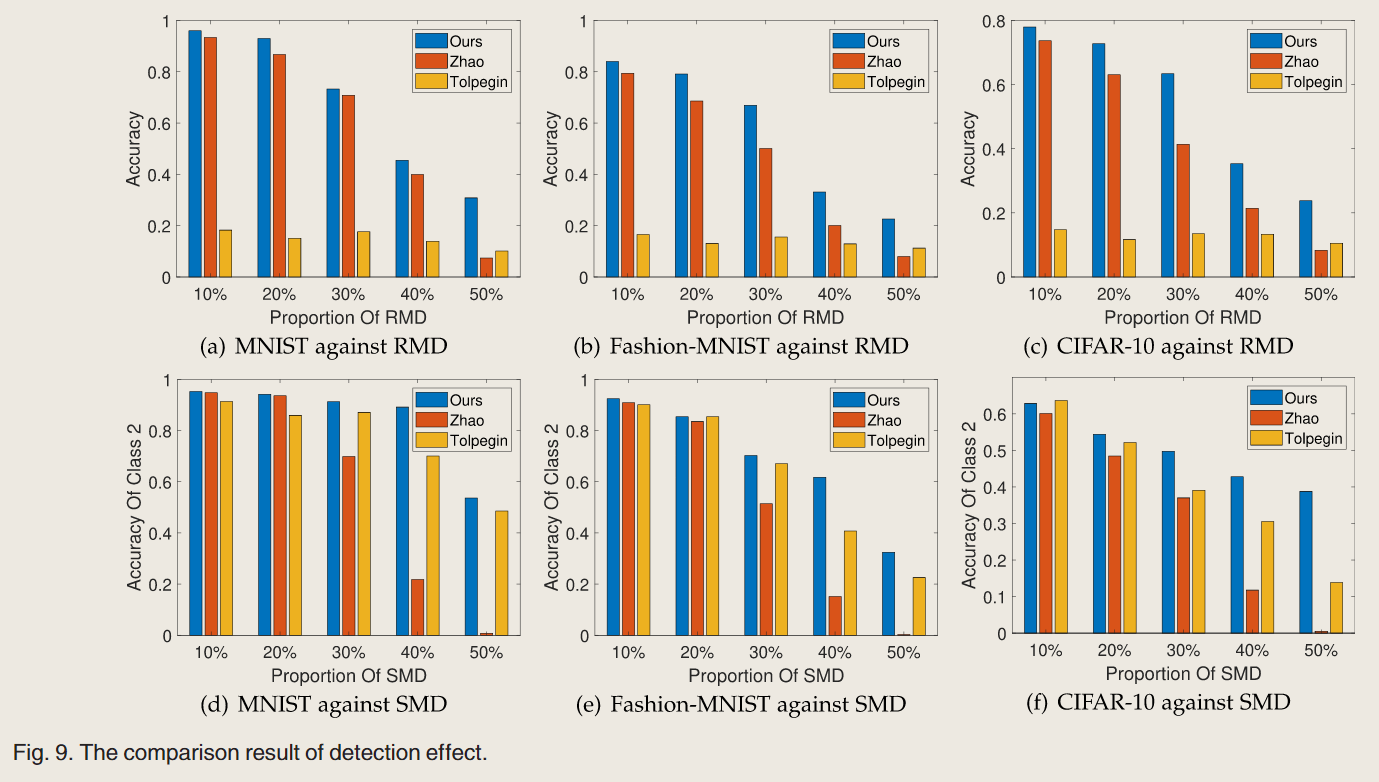 1
0.8
0.6
0.4
0.2
0
Accuracy
Ours
Zhao
Tolpegin
10% 20% 30% 40% 50%
Proportion Of RMD
(a) MNIST against RMD
1
0.8
0.6
0.4
0.2
0
Accuracy
Ours
Zhao
Tolpegin
10% 20% 30% 40% 50%
Proportion Of RMD
(b) Fashion-MNIST against RMD
0.8
0.6
0.4
0.2
0
Accuracy
Ours
Zhao
Tolpegin
10% 20% 30% 40% 50%
Proportion Of RMD
(c) CIFAR-10 against RMD
1
0.8
0.6
0.4
0.2
0
Accuracy Of Class 2
Ours
Zhao
Tolpegin
10% 20% 30% 40% 50%
Proportion Of SMD
(d) MNIST against SMD
1
0.8
0.6
0.4
0.2
0
Accuracy Of Class 2
Ours
Zhao
Tolpegin
10% 20% 30% 40% 50%
Proportion Of SMD
(e) Fashion-MNIST against SMD
0.6
0.5
0.4
0.3
0.2
0.1
0
Accuracy Of Class 2
Ours
Zhao
Tolpegin
10% 20% 30% 40% 50%
Proportion Of SMD
(f) CIFAR-10 against SMD
Fig. 9. The comparison result of detection effect.